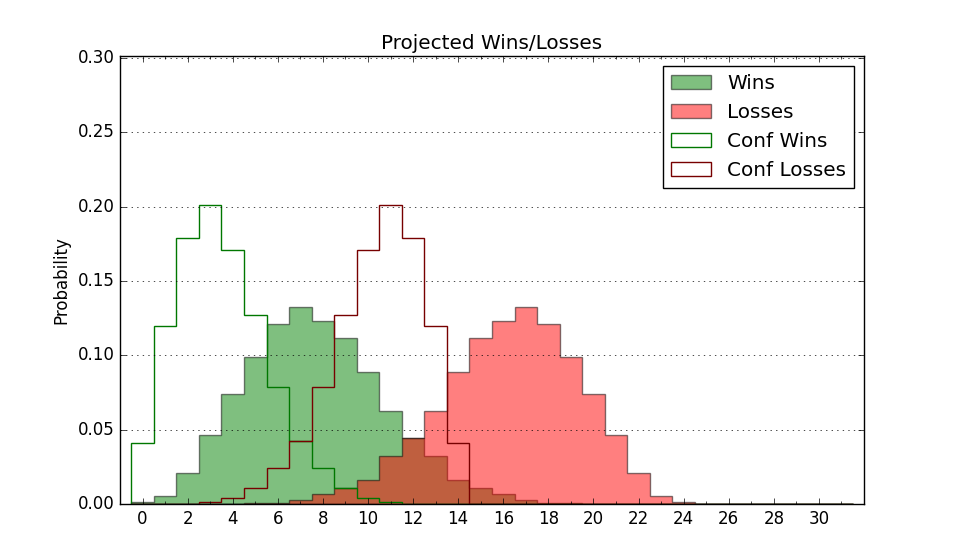 Projected Wins/Losses
0.30
0.25
0.20
0.15
0.10
0.05
0.00
Probability
Wins
Losses
Conf Wins
Conf Losses
0 2 4 6 8 10 12 14 16 18 20 22 24 26 28 30